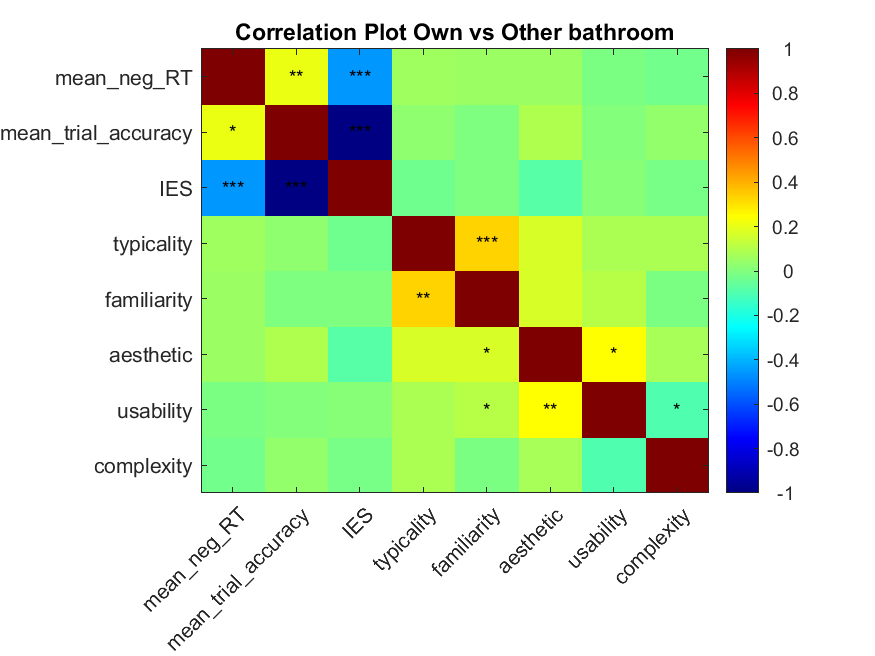 Correlation Plot Own vs Other bathroom
mean_neg_RT
** ***
mean_trial_accuracy
* ***
IES
*** ***
typicality
***
familiarity
**
aesthetic
* *
usability
* ** *
complexity
mean_neg_RT
mean_trial_accuracy
IES
typicality
familiarity
aesthetic
usability
complexity
1
0.8
0.6
0.4
0.2
0
-0.2
-0.4
-0.6
-0.8
-1